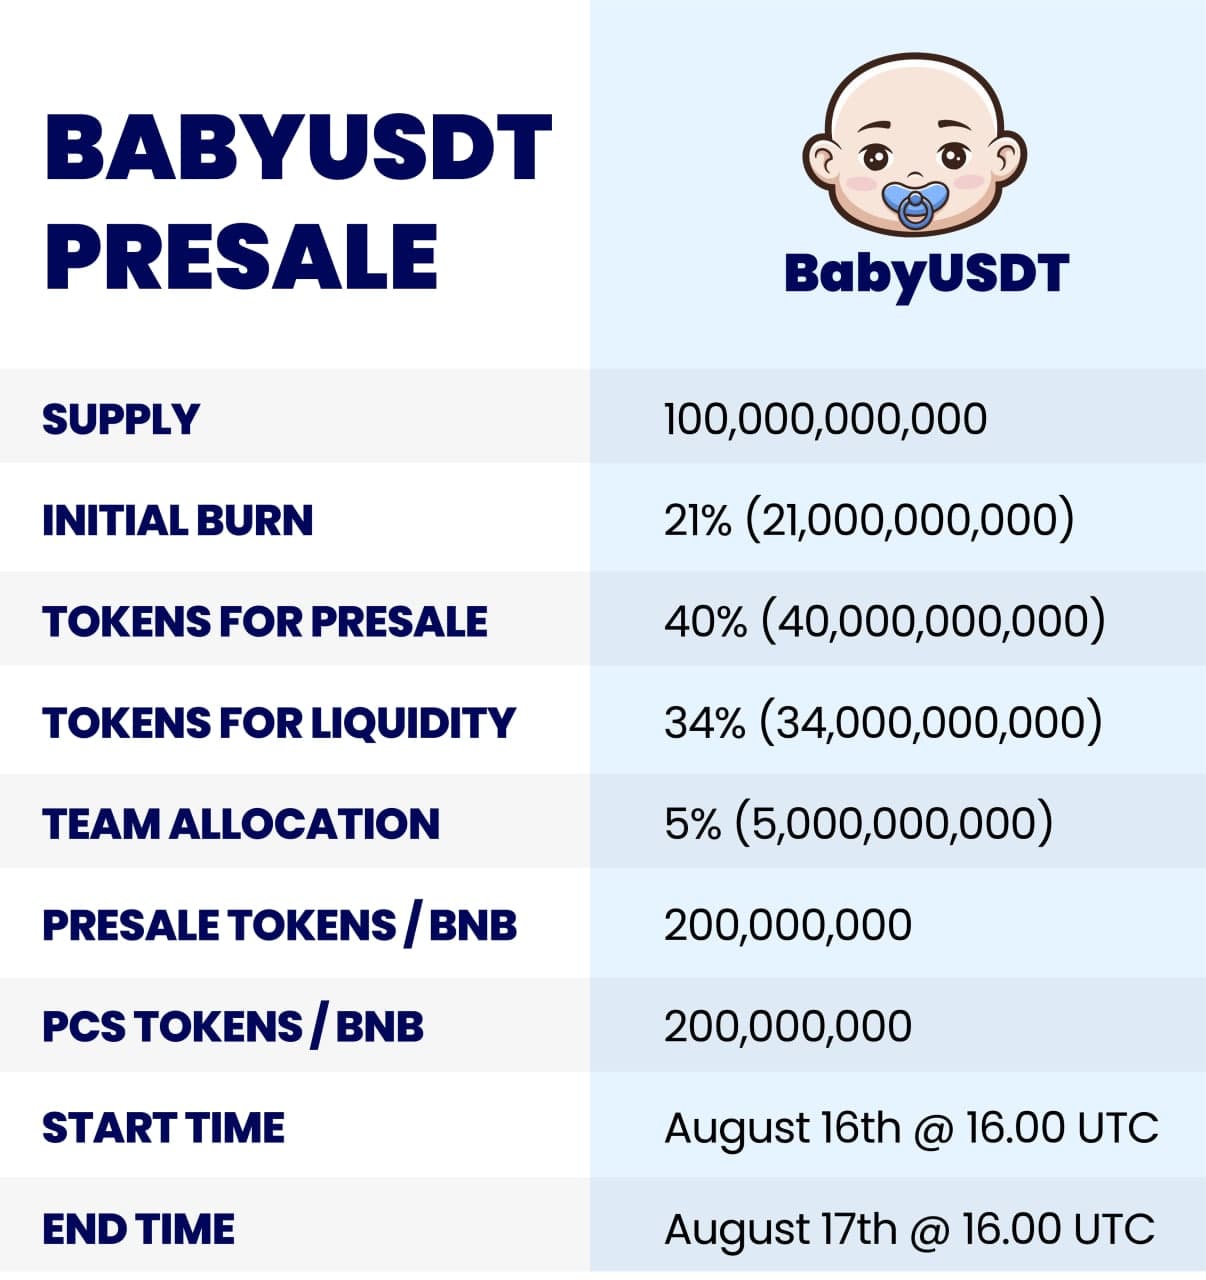 BABYUSDT
PRESALE
BabyUSDT
SUPPLY 100,000,000,000
INITIAL BURN 21% (21,000,000,000)
TOKENS FOR PRESALE 40% (40,000,000,000)
TOKENS FOR LIQUIDITY 34% (34,000,000,000)
TEAM ALLOCATION 5% (5,000,000,000)
PRESALE TOKENS / BNB 200,000,000
PCS TOKENS / BNB 200,000,000
START TIME August 16th @ 16.00 UTC
END TIME August 17th @ 16.00 UTC